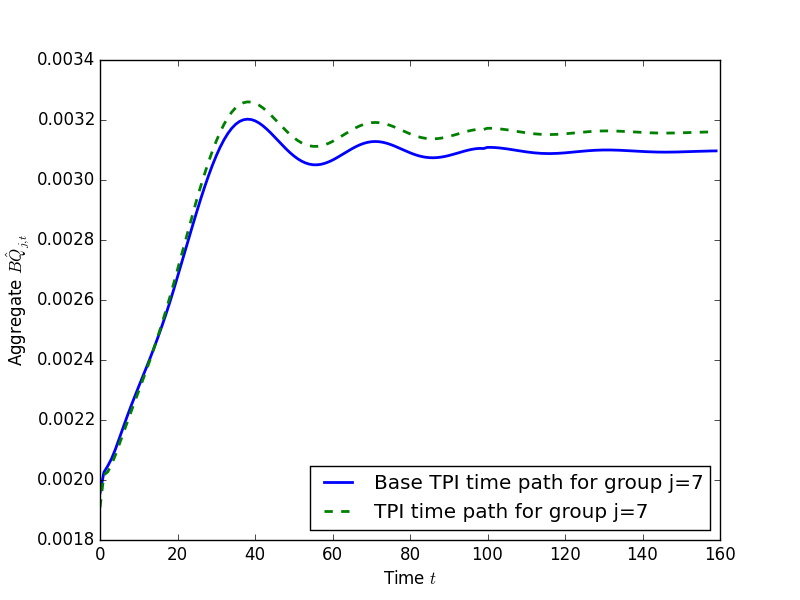 0.0034
0.0032
0.0030
0.0028
0.0026
0.0024
0.0022
0.0020
0.0018
Aggregate $\hat{BQ}_{j,t}$
Base TPI time path for group j=7
TPI time path for group j=7
0 20 40 60 80 100 120 140 160
Time t